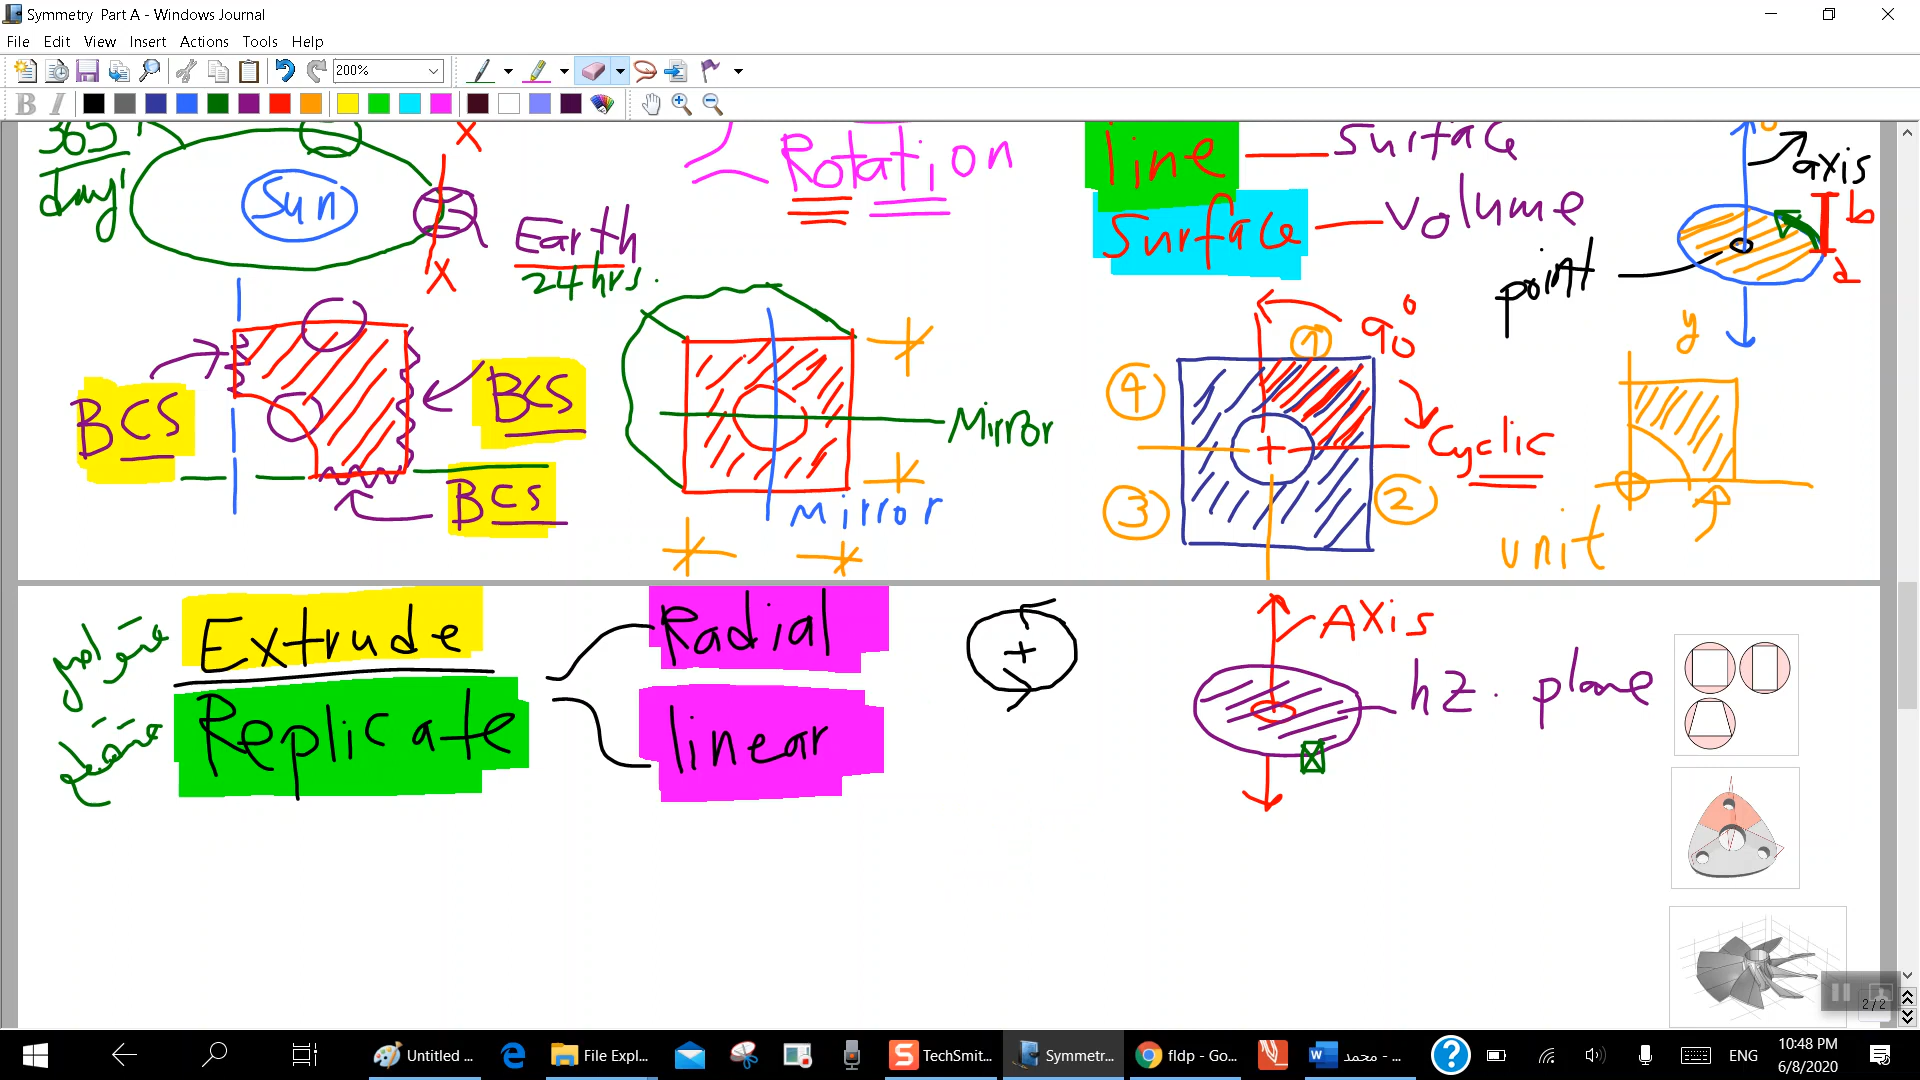 Symmetry Part A - Windows Journal
File Edit View Insert Actions Tools Help
200%
B I
365
day
Sun
X
X
Earth
24 hrs.
Rotation
line
Surface
Surface
Volume
axis
point
b
a
BCS
BCS
BCS
Mirror
Mirror
90°
Cyclic
1
2
3
4
y
unit
Extrude
Replicate
Radial
linear
AXis
hz. plane
2 / 2
Untitled ...
File Expl...
TechSmit...
Symmetr...
fldp - Go...
محمد - ...
ENG
10:48 PM
6/8/2020